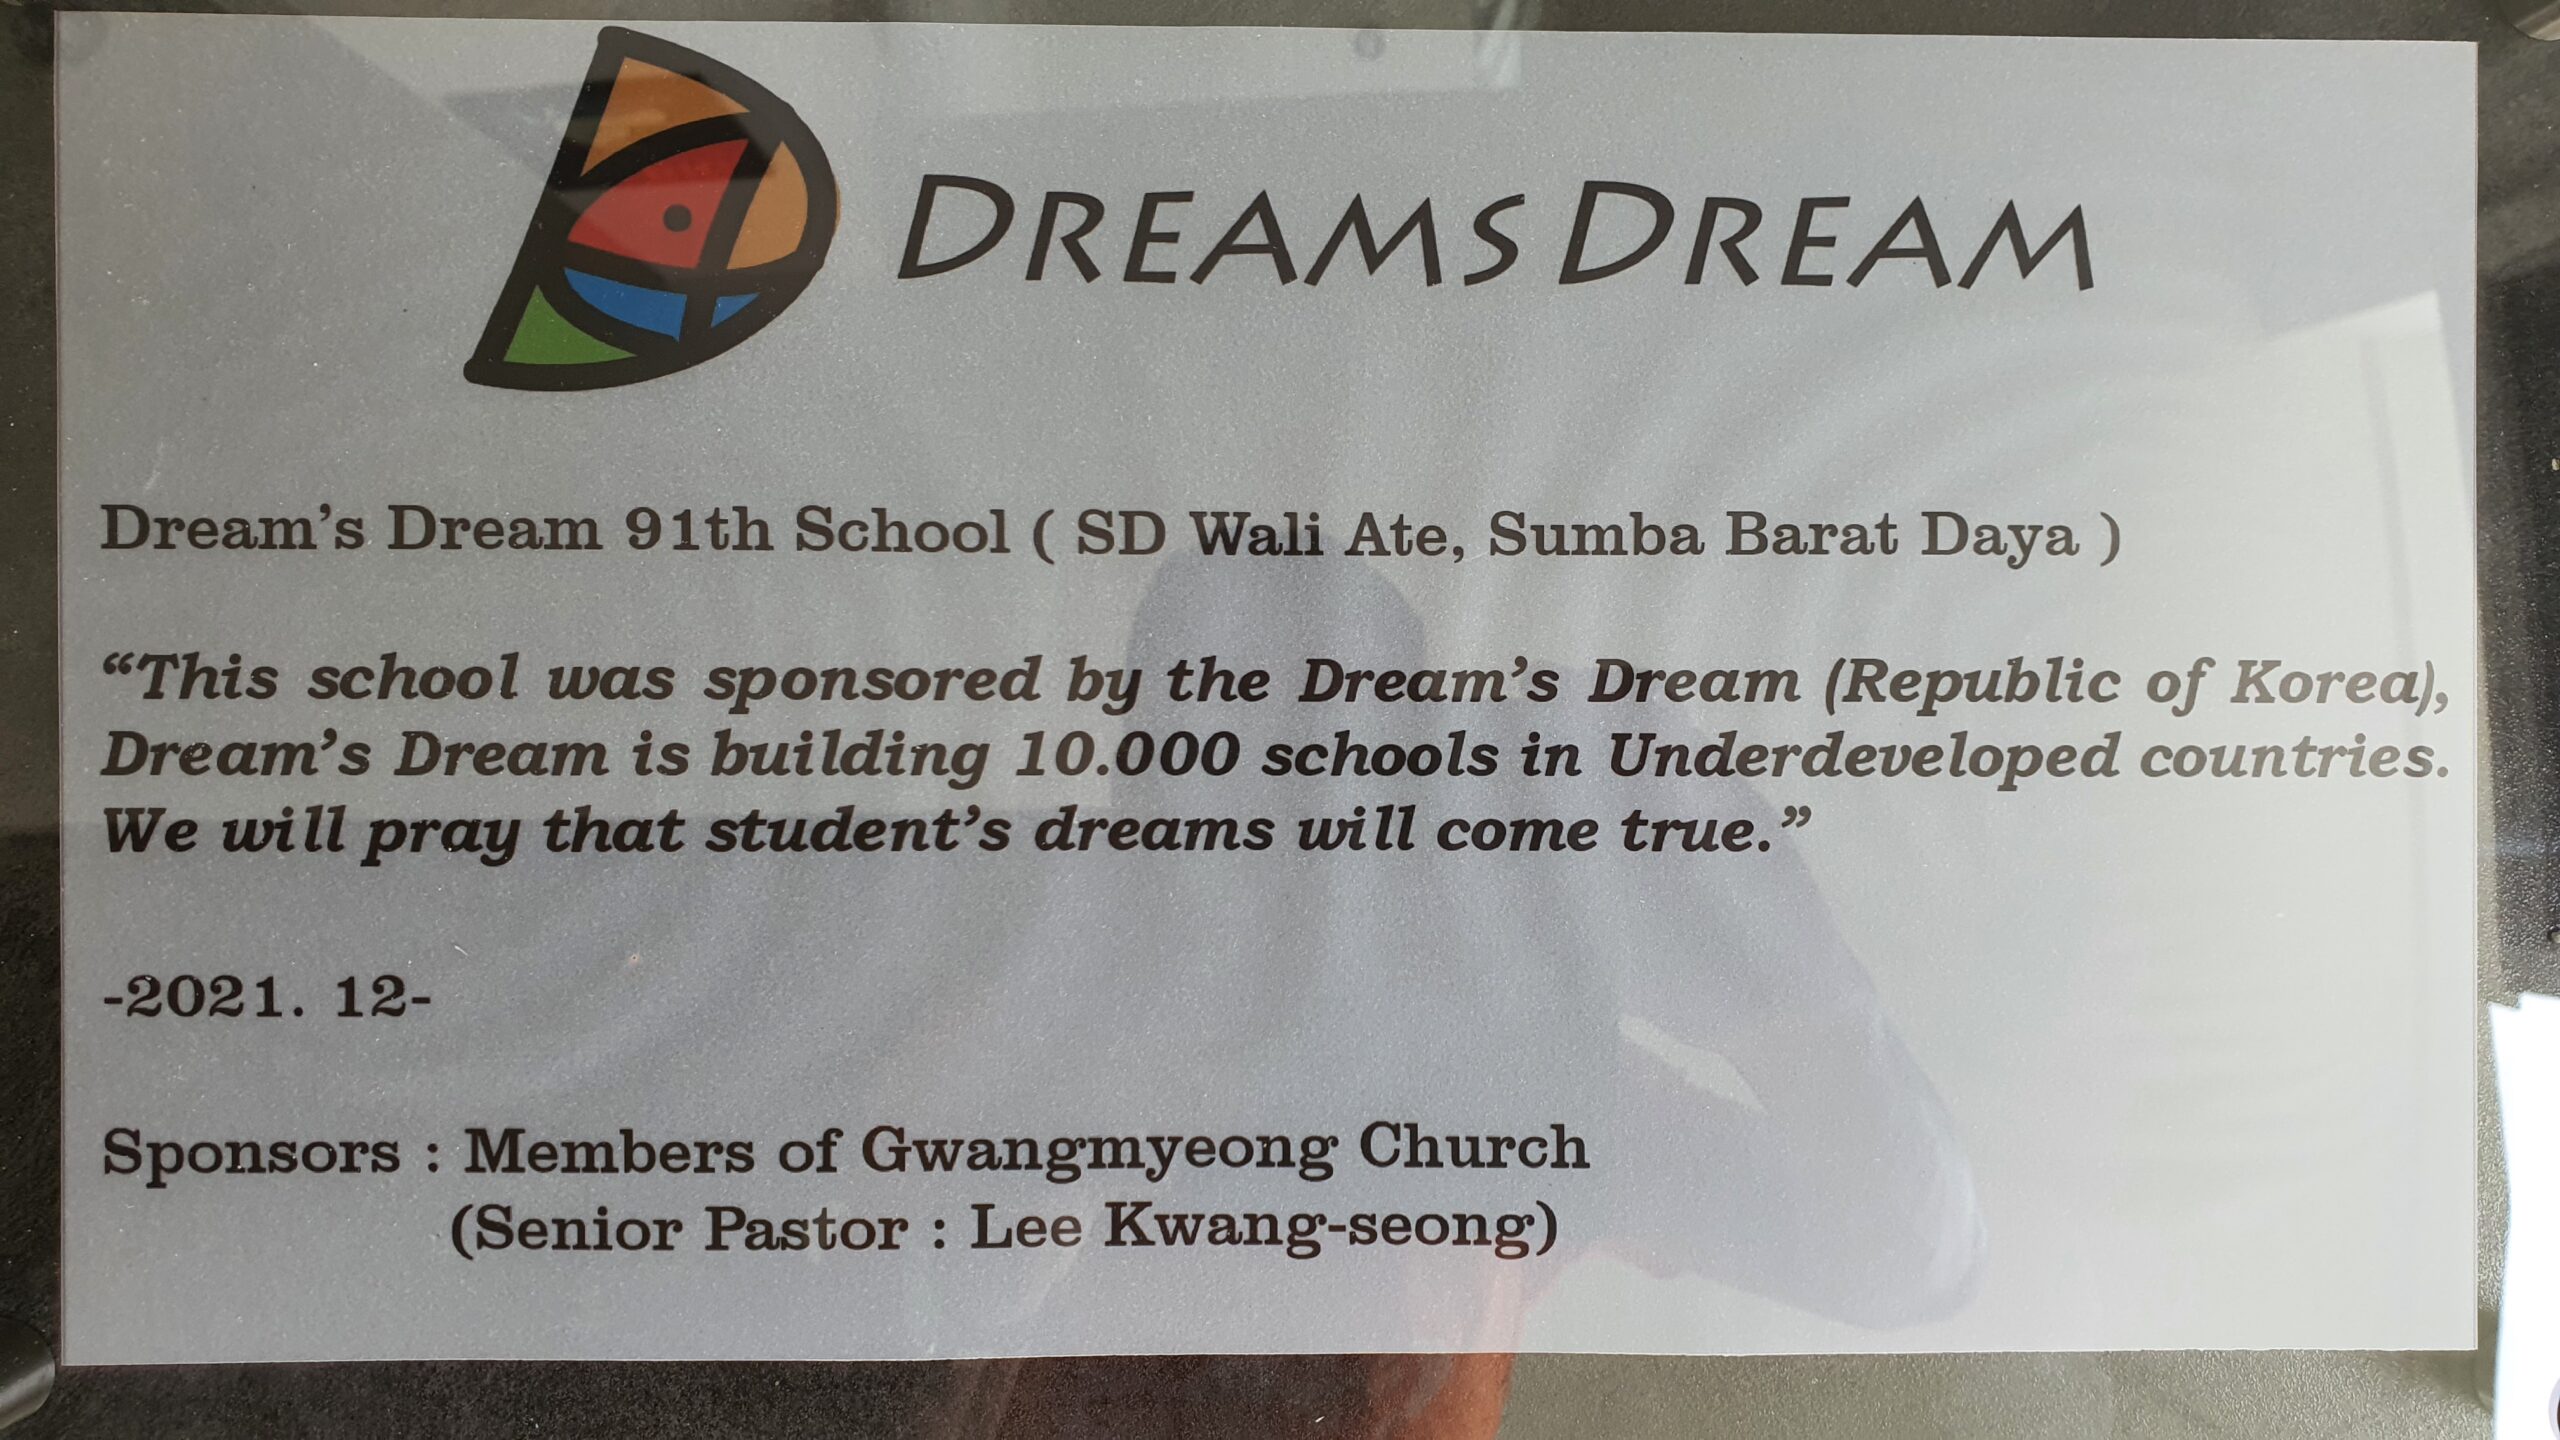 DREAMSDREAM
Dream's Dream 91th School ( SD Wali Ate, Sumba Barat Daya )
“This school was sponsored by the Dream’s Dream (Republic of Korea),
Dream’s Dream is building 10.000 schools in Underdeveloped countries.
We will pray that student’s dreams will come true.”
-2021. 12-
Sponsors : Members of Gwangmyeong Church
(Senior Pastor : Lee Kwang-seong)